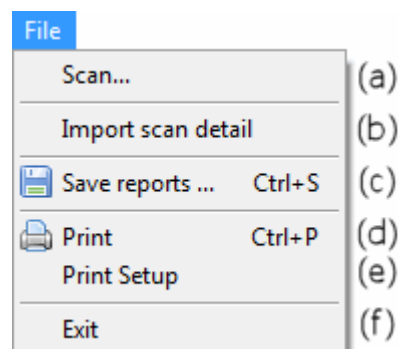 File
Scan... (a)
Import scan detail (b)
Save reports ... Ctrl+S (c)
Print Ctrl+P (d)
Print Setup (e)
Exit (f)